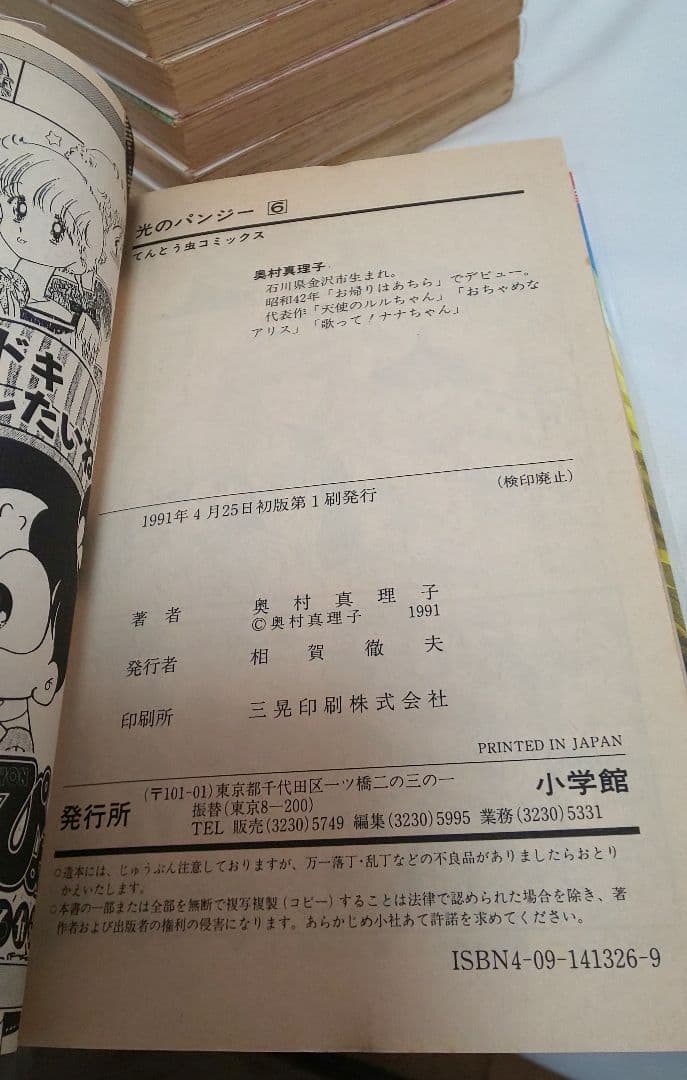 光のパンジー 6
てんとう虫コミックス
奥村真理子
石川県金沢市生まれ。
昭和42年「お帰りはあちら」でデビュー。
代表作「天使のルルちゃん」「おちゃめな
アリス」「歌って！ナナちゃん」
1991年4月25日初版第1刷発行
(検印廃止)
著者 奥村真理子
©奥村真理子 1991
発行者 相賀徹夫
印刷所 三晃印刷株式会社
PRINTED IN JAPAN
発行所
(〒101-01)東京都千代田区一ツ橋二の三の一 小学館
振替(東京8-200)
TEL 販売(3230)5749 編集(3230)5995 業務(3230)5331
○造本には、じゅうぶん注意しておりますが、万一落丁・乱丁などの不良品がありましたらおとり
かえいたします。
○本書の一部または全部を無断で複写複製(コピー)することは法律で認められた場合を除き、著
作者および出版者の権利の侵害になります。あらかじめ小社あて許諾を求めてください。
ISBN4-09-141326-9
ドキ
したいね